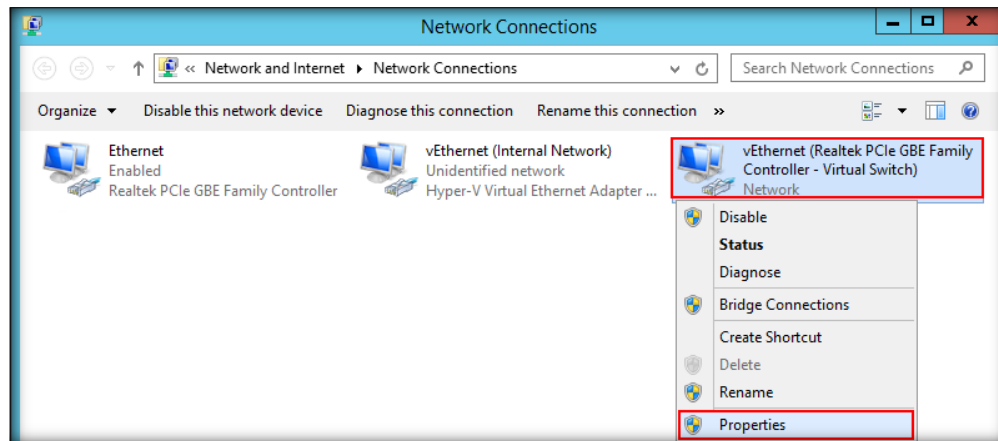 Network Connections
« Network and Internet Network Connections
Search Network Connections
Organize Disable this network device Diagnose this connection Rename this connection »
Ethernet
Enabled
Realtek PCIe GBE Family Controller
vEthernet (Internal Network)
Unidentified network
Hyper-V Virtual Ethernet Adapter ...
vEthernet (Realtek PCIe GBE Family
Controller - Virtual Switch)
Network
Disable
Status
Diagnose
Bridge Connections
Create Shortcut
Delete
Rename
Properties